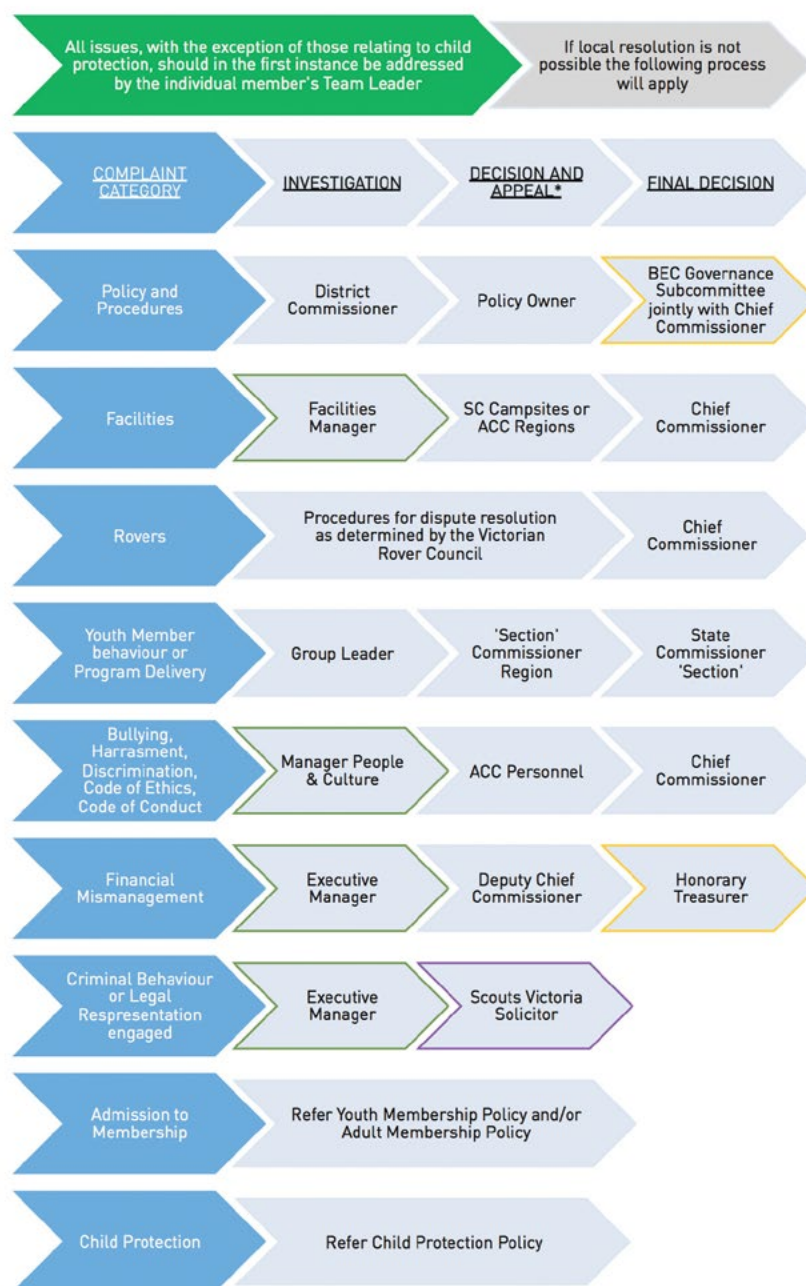 All issues, with the exception of those relating to child
protection, should in the first instance be addressed
by the individual member's Team Leader
If local resolution is not
possible the following process
will apply
COMPLAINT
CATEGORY
INVESTIGATION
DECISION AND
APPEAL*
FINAL DECISION
Policy and
Procedures
District
Commissioner
Policy Owner
BEC Governance
Subcommittee
jointly with Chief
Commissioner
Facilities
Facilities
Manager
SC Campsites or
ACC Regions
Chief
Commissioner
Rovers
Procedures for dispute resolution
as determined by the Victorian
Rover Council
Chief
Commissioner
Youth Member
behaviour or
Program Delivery
Group Leader
'Section'
Commissioner
Region
State
Commissioner
'Section'
Bullying,
Harrasment,
Discrimination,
Code of Ethics,
Code of Conduct
Manager People
& Culture
ACC Personnel
Chief
Commissioner
Financial
Mismanagement
Executive
Manager
Deputy Chief
Commissioner
Honorary
Treasurer
Criminal Behaviour
or Legal
Respresentation
engaged
Executive
Manager
Scouts Victoria
Solicitor
Admission to
Membership
Refer Youth Membership Policy and/or
Adult Membership Policy
Child Protection
Refer Child Protection Policy